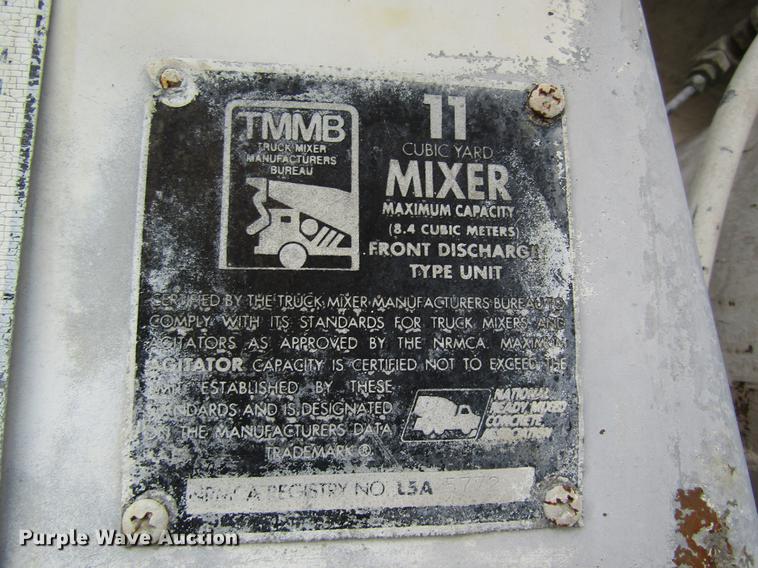 TMMB
TRUCK MIXER
MANUFACTURERS
BUREAU
11
CUBIC YARD
MIXER
MAXIMUM CAPACITY
(8.4 CUBIC METERS)
FRONT DISCHARGE
TYPE UNIT
CERTIFIED BY THE TRUCK MIXER MANUFACTURERS BUREAU TO
COMPLY WITH ITS STANDARDS FOR TRUCK MIXERS AND
AGITATORS AS APPROVED BY THE NRMCA. MAXIMUM
AGITATOR CAPACITY IS CERTIFIED NOT TO EXCEED THE
LIMIT ESTABLISHED BY THESE
STANDARDS AND IS DESIGNATED
ON THE MANUFACTURERS DATA
TRADEMARK ®
NATIONAL
READY MIXED
CONCRETE
ASSOCIATION
NRMCA REGISTRY NO. L5A 5772
Purple Wave Auction